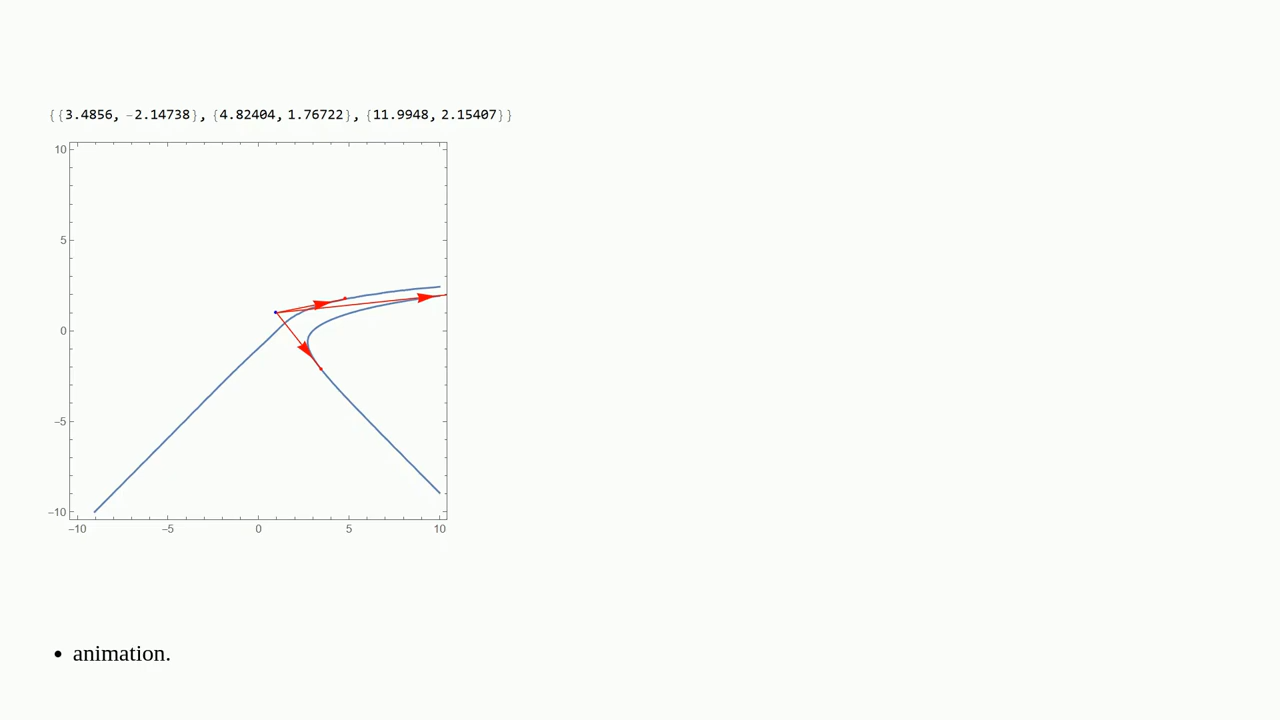 {{3.4856, -2.14738}, {4.82404, 1.76722}, {11.9948, 2.15407}}
10
5
0
-5
-10
-10 -5 0 5 10
• animation.